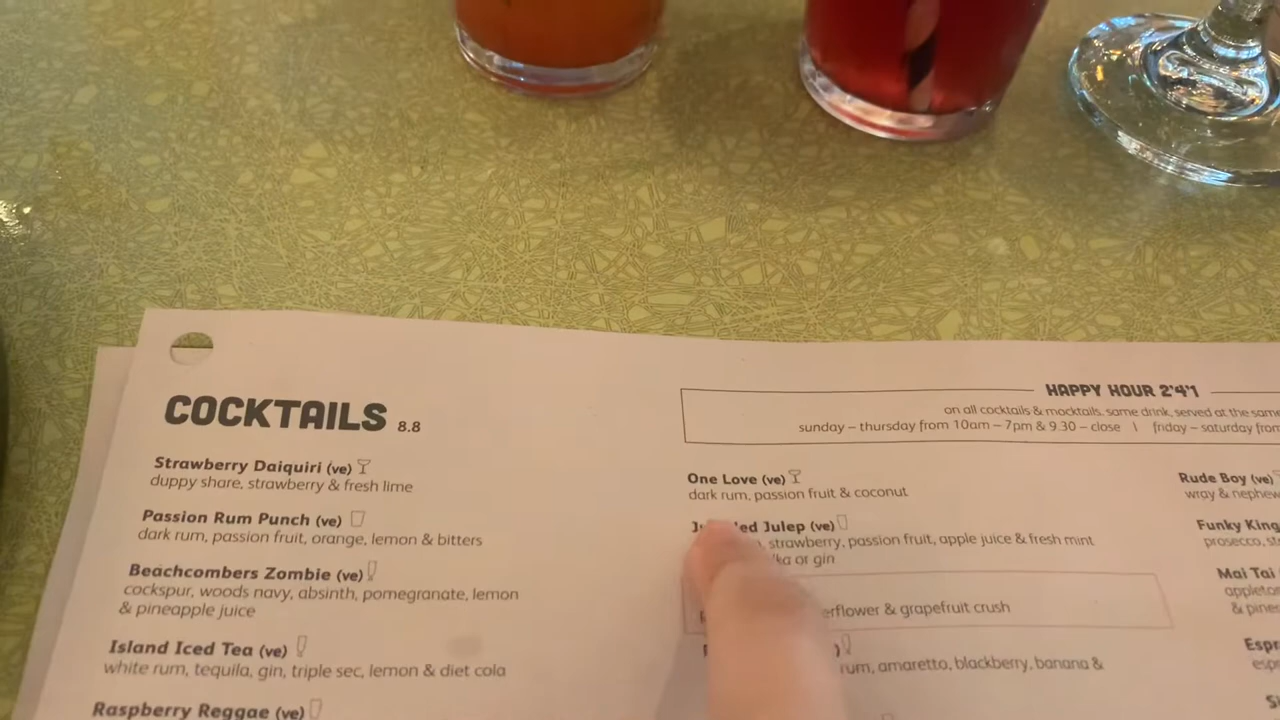 COCKTAILS 8.8
Strawberry Daiquiri (ve)
duppy share, strawberry & fresh lime
Passion Rum Punch (ve)
dark rum, passion fruit, orange, lemon & bitters
Beachcombers Zombie (ve)
cockspur, woods navy, absinth, pomegranate, lemon
& pineapple juice
Island Iced Tea (ve)
white rum, tequila, gin, triple sec, lemon & diet cola
Raspberry Reggae (ve)
HAPPY HOUR 2'4'1
on all cocktails & mocktails. same drink, served at the same
sunday – thursday from 10am – 7pm & 9.30 – close \ friday – saturday from
One Love (ve)
dark rum, passion fruit & coconut
Julep (ve)
strawberry, passion fruit, apple juice & fresh mint
or gin
& grapefruit crush
rum, amaretto, blackberry, banana &
Rude Boy (ve)
wray & nephew
Funky King
prosecco,
Mai Tai
&